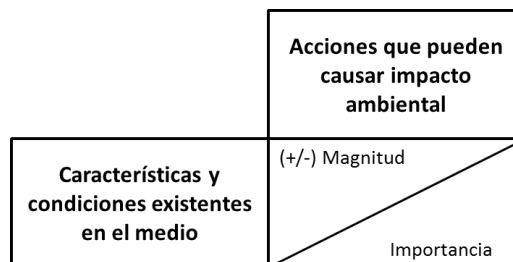 Acciones que pueden
causar impacto
ambiental
(+/-) Magnitud
Características y
condiciones existentes
en el medio
Importancia